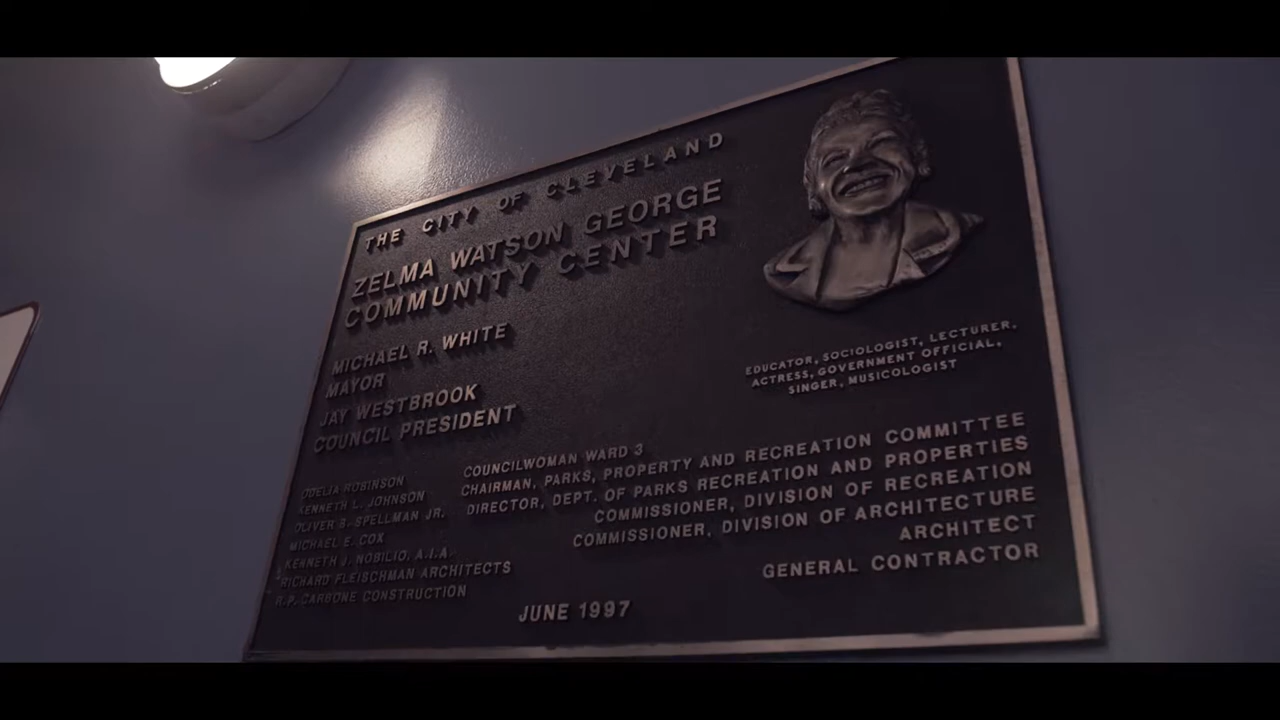 THE CITY OF CLEVELAND
ZELMA WATSON GEORGE
COMMUNITY CENTER
MICHAEL R. WHITE
MAYOR
JAY WESTBROOK
COUNCIL PRESIDENT
EDUCATOR, SOCIOLOGIST, LECTURER,
ACTRESS, GOVERNMENT OFFICIAL,
SINGER, MUSICOLOGIST
ODELIA ROBINSON COUNCILWOMAN WARD 3
KENNETH L. JOHNSON CHAIRMAN, PARKS, PROPERTY AND RECREATION COMMITTEE
OLIVER B. SPELLMAN JR. DIRECTOR, DEPT. OF PARKS RECREATION AND PROPERTIES
MICHAEL E. COX COMMISSIONER, DIVISION OF RECREATION
KENNETH J. NOBILIO, A.I.A. COMMISSIONER, DIVISION OF ARCHITECTURE
RICHARD FLEISCHMAN ARCHITECTS ARCHITECT
R.P. CARBONE CONSTRUCTION GENERAL CONTRACTOR
JUNE 1997